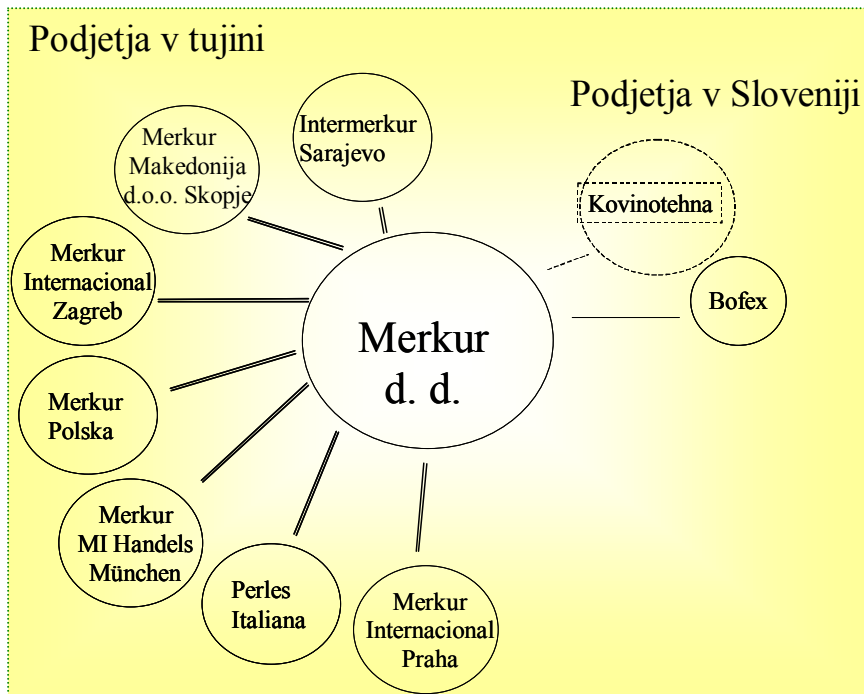 Podjetja v tujini
Podjetja v Sloveniji
Intermerkur
Sarajevo
Merkur
Makedonija
d.o.o. Skopje
Kovinotehna
Merkur
Internacional
Zagreb
Bofex
Merkur
d. d.
Merkur
Polska
Merkur
MI Handels
München
Perles
Italiana
Merkur
Internacional
Praha